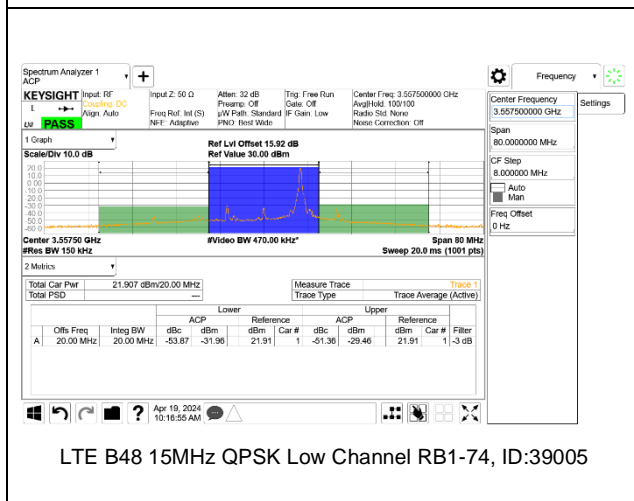 Spectrum Analyzer 1
ACP
Frequency
KEYSIGHT Input: RF Input Z: 50 Ω Atten: 32 dB Trig: Free Run Center Freq: 3.557500000 GHz
Coupling: DC Preamp: Off Gate: Off Avg|Hold: 100/100
Align: Auto Freq Ref: Int (S) µW Path: Standard IF Gain: Low Radio Std: None
PASS NFE: Adaptive PNO: Best Wide Noise Correction: Off
Center Frequency
3.557500000 GHz
Settings
Span
80.0000000 MHz
CF Step
8.000000 MHz
Auto
Man
Freq Offset
0 Hz
1 Graph
Ref Lvl Offset 15.92 dB
Scale/Div 10.0 dB Ref Value 30.00 dBm
20.0
10.0
0.00
-10.0
-20.0
-30.0
-40.0
-50.0
-60.0
Center 3.55750 GHz #Video BW 470.00 kHz* Span 80 MHz
#Res BW 150 kHz Sweep 20.0 ms (1001 pts)
2 Metrics
Total Car Pwr 21.907 dBm/20.00 MHz Measure Trace Trace 1
Total PSD --- Trace Type Trace Average (Active)
Lower Upper
ACP Reference ACP Reference
Offs Freq Integ BW dBc dBm dBm Car # dBc dBm dBm Car # Filter
A 20.00 MHz 20.00 MHz -53.87 -31.96 21.91 1 -51.36 -29.46 21.91 1 -3 dB
Apr 19, 2024
10:16:55 AM
LTE B48 15MHz QPSK Low Channel RB1-74, ID:39005